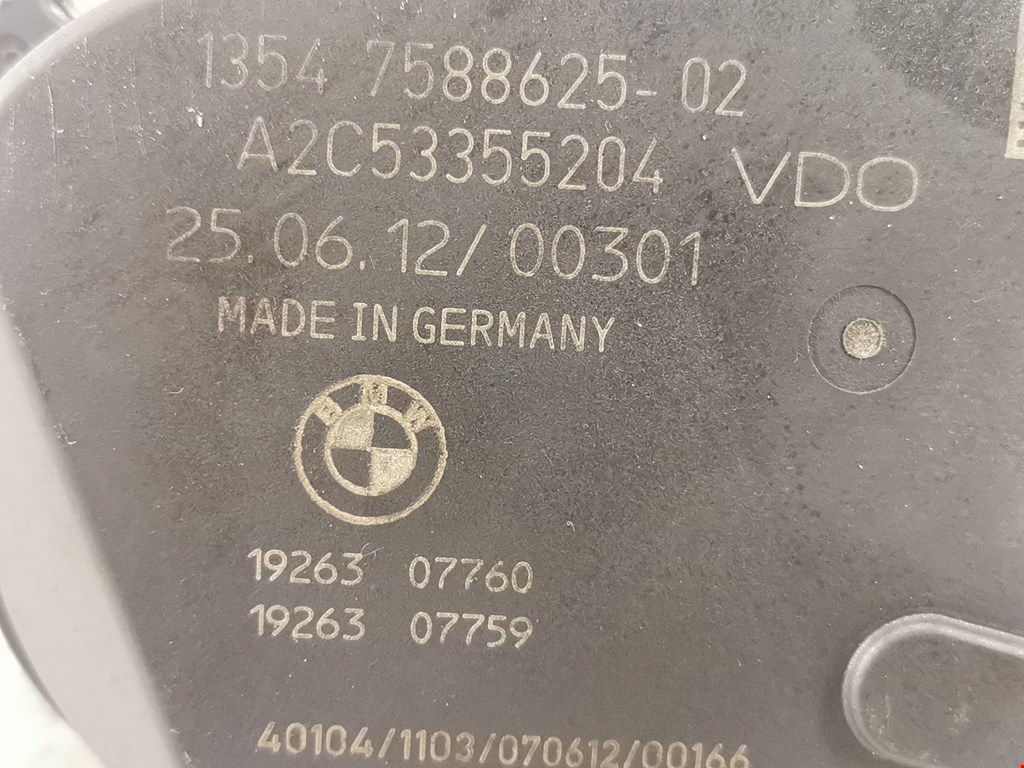 1354 7588625-02
A2C53355204 VDO
25.06.12/00301
MADE IN GERMANY
BMW
19263 07760
19263 07759
40104/1103/070612/00166